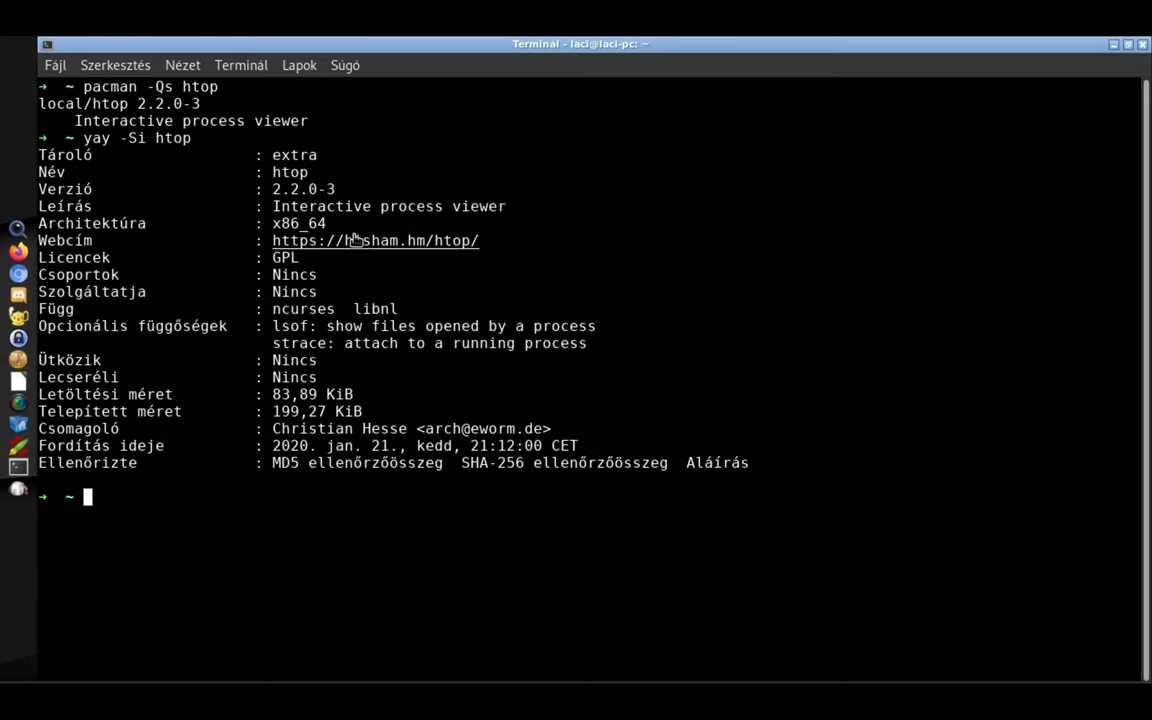 Terminál - laci@laci-pc: ~
Fájl Szerkesztés Nézet Terminál Lapok Súgó
➜ ~ pacman -Qs htop
local/htop 2.2.0-3
Interactive process viewer
➜ ~ yay -Si htop
Tároló : extra
Név : htop
Verzió : 2.2.0-3
Leírás : Interactive process viewer
Architektúra : x86_64
Webcím : https://hisham.hm/htop/
Licencek : GPL
Csoportok : Nincs
Szolgáltatja : Nincs
Függ : ncurses libnl
Opcionális függőségek : lsof: show files opened by a process
strace: attach to a running process
Ütközik : Nincs
Lecseréli : Nincs
Letöltési méret : 83,89 KiB
Telepített méret : 199,27 KiB
Csomagoló : Christian Hesse <arch@eworm.de>
Fordítás ideje : 2020. jan. 21., kedd, 21:12:00 CET
Ellenőrizte : MD5 ellenőrzőösszeg SHA-256 ellenőrzőösszeg Aláírás
➜ ~